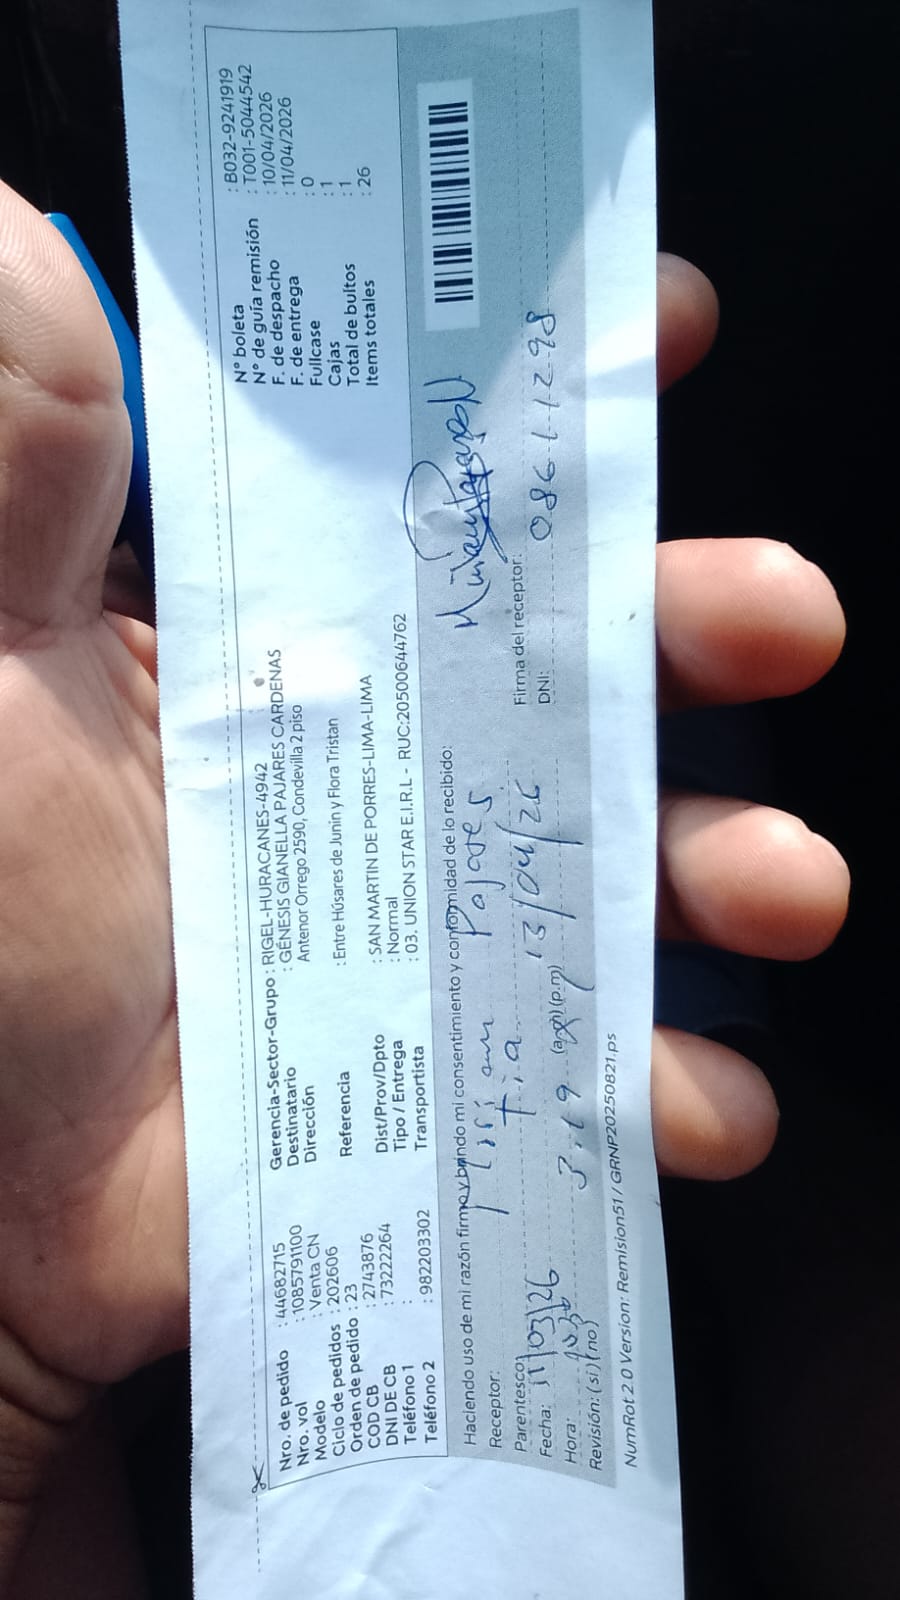 Nro. de pedido : 44682715
Nro. vol : 1085791100
Modelo : Venta CN
Ciclo de pedidos : 202606
Orden de pedido : 23
COD CB : 2743876
DNI DE CB : 73222264
Teléfono 1 :
Teléfono 2 : 982203302
Gerencia-Sector-Grupo : RIGEL-HURACANES-4942
Destinatario : GÉNESIS GIANELLA PAJARES CARDENAS
Dirección : Antenor Orrego 2590, Condevilla 2 piso
Referencia : Entre Húsares de Junin y Flora Tristan
Dist/Prov/Dpto : SAN MARTIN DE PORRES-LIMA-LIMA
Tipo / Entrega : Normal
Transportista : 03. UNION STAR E.I.R.L - RUC:20500644762
N° boleta : B032-9241919
N° de guía remisión : T001-5044542
F. de despacho : 10/04/2026
F. de entrega : 11/04/2026
Fullcase : 0
Cajas : 1
Total de bultos : 1
Items totales : 26
Haciendo uso de mi razón firmo y brindo mi consentimiento y conformidad de lo recibido:
Receptor: Pajares
Parentesco: tia
Firma del receptor:
Fecha: 13/04/26
DNI: 08611298
Hora: 3:19 (a.m) (p.m)
Revisión: (si) (no)
NumRot 2.0 Version: Remision51 / GRNP20250821.ps